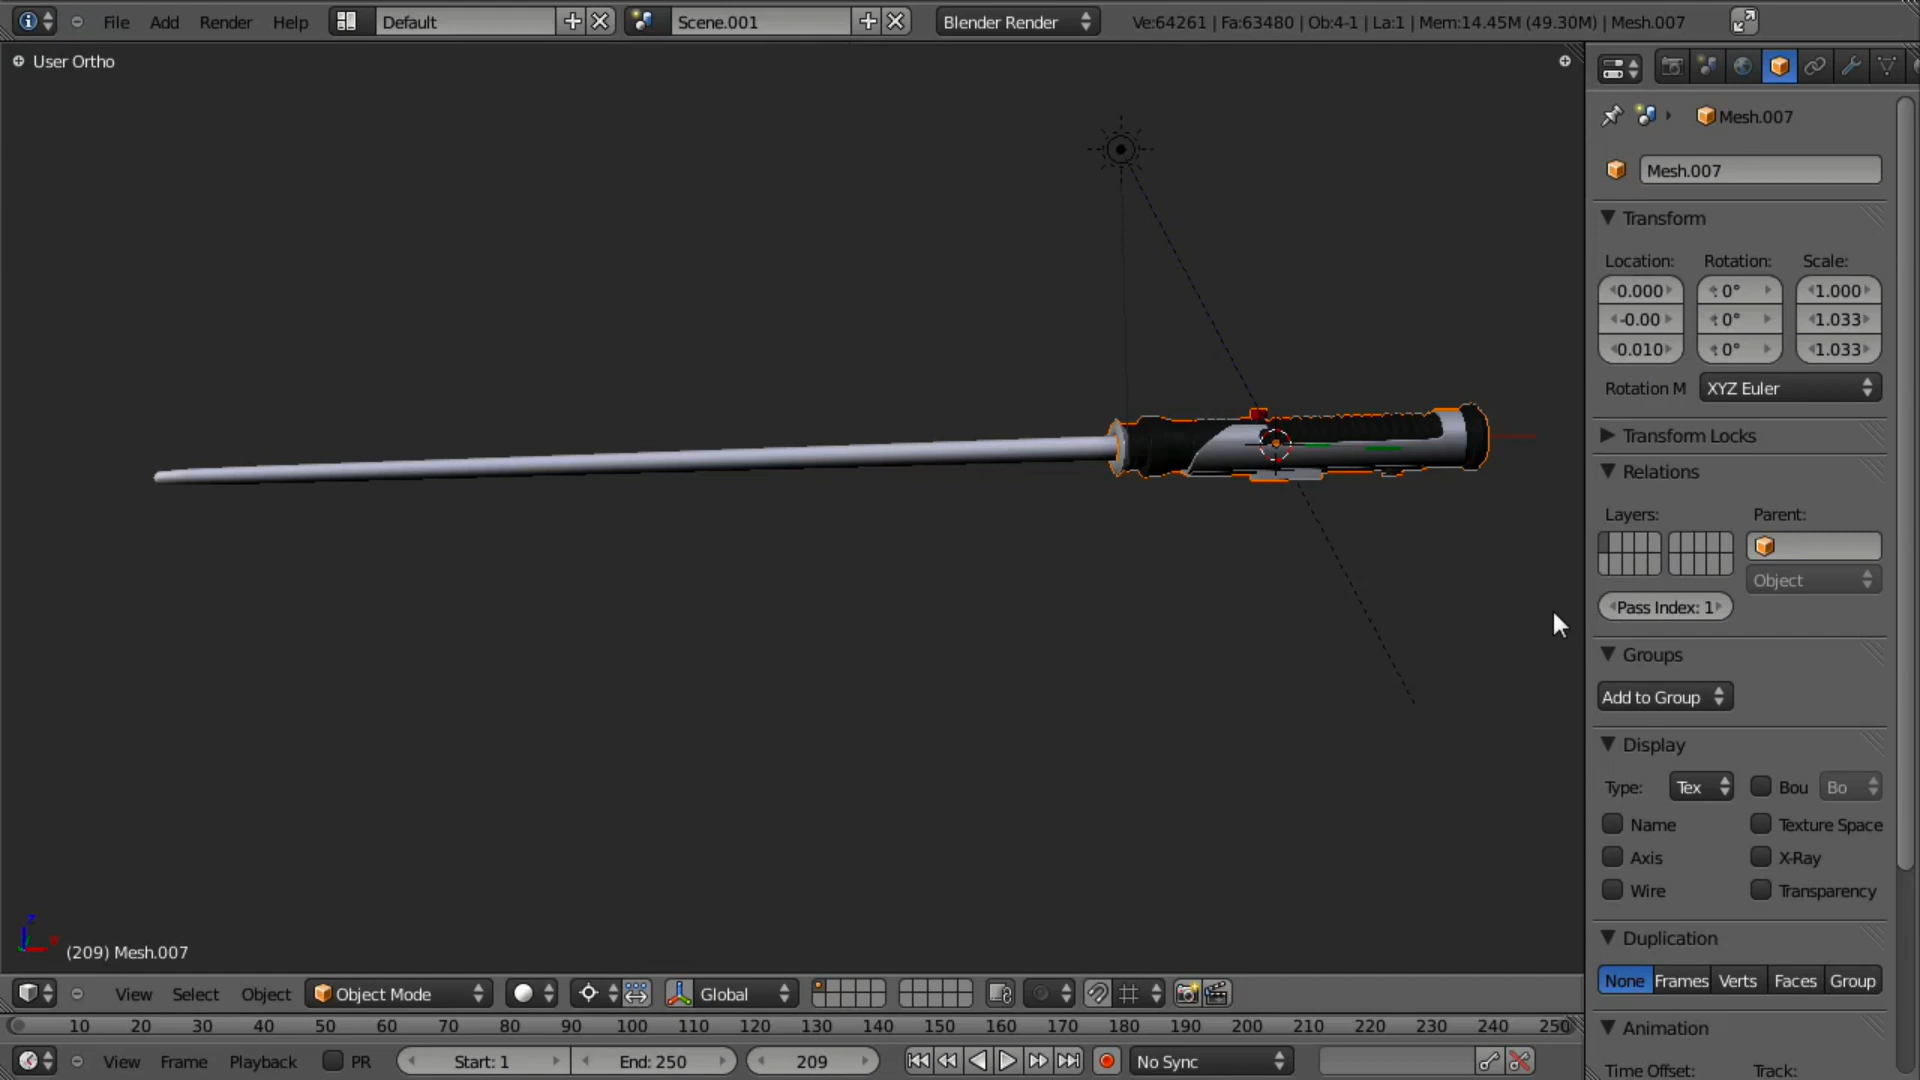 File Add Render Help Default Scene.001 Blender Render Ve:64261 | Fa:63480 | Ob:4-1 | La:1 | Mem:14.45M (49.30M) | Mesh.007
User Ortho
Mesh.007
Mesh.007
Transform
Location: Rotation: Scale:
0.000 0° 1.000
-0.00 0° 1.033
0.010 0° 1.033
Rotation M XYZ Euler
Transform Locks
Relations
Layers: Parent:
Object
Pass Index: 1
Groups
Add to Group
Display
Type: Tex Bou Bo
Name Texture Space
Axis X-Ray
Wire Transparency
Duplication
None Frames Verts Faces Group
Animation
Time Offset: Track:
(209) Mesh.007
View Select Object Object Mode Global
10 20 30 40 50 60 70 80 90 100 110 120 130 140 150 160 170 180 190 200 210 220 230 240 250
View Frame Playback PR Start: 1 End: 250 209 No Sync